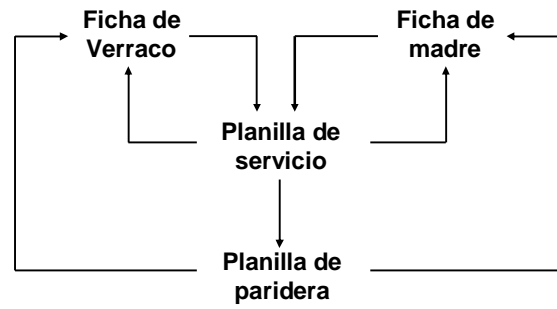 Ficha de
Verraco
Ficha de
madre
Planilla de
servicio
Planilla de
paridera